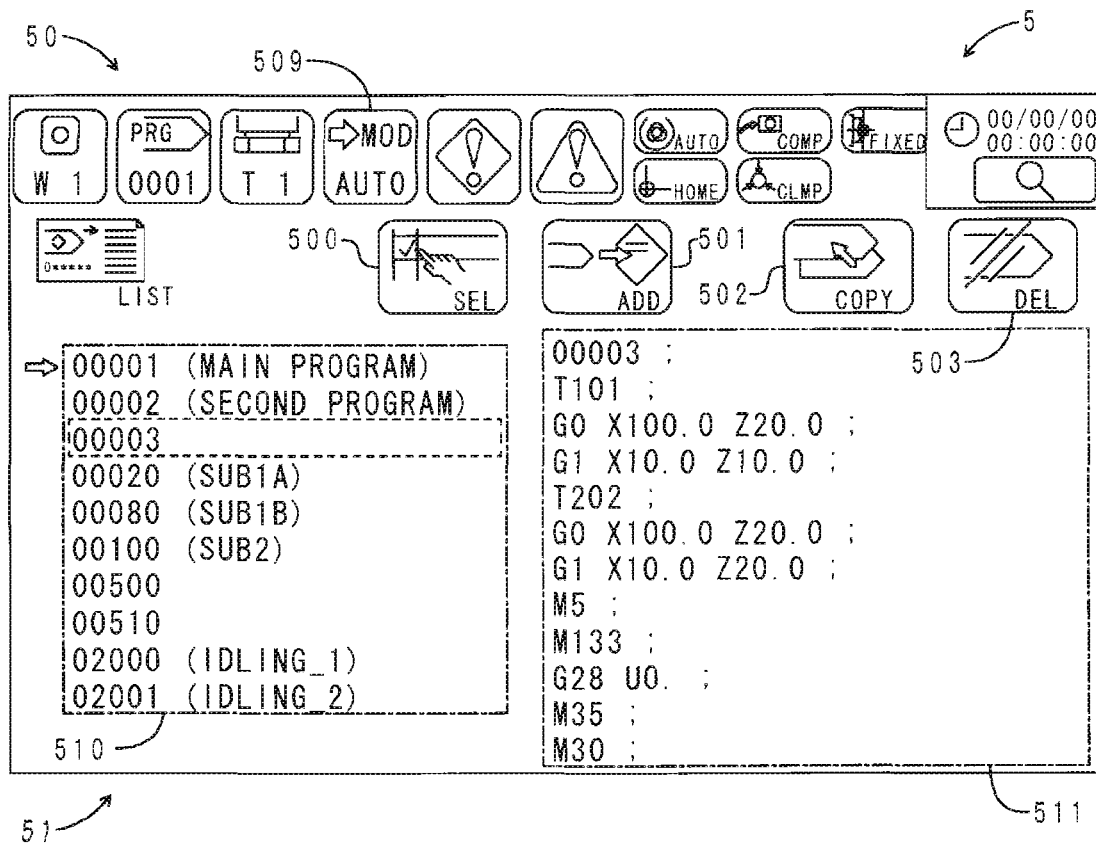 50
5
509
W 1
PRG
0001
T 1
MOD
AUTO
AUTO
COMP
FIXED
HOME
CLMP
00/00/00
00:00:00
0*****
LIST
500
SEL
501
ADD
502
COPY
DEL
503
00001 (MAIN PROGRAM)
00002 (SECOND PROGRAM)
00003
00020 (SUB1A)
00080 (SUB1B)
00100 (SUB2)
00500
00510
02000 (IDLING_1)
02001 (IDLING_2)
510
00003 ;
T101 ;
G0 X100.0 Z20.0 ;
G1 X10.0 Z10.0 ;
T202 ;
G0 X100.0 Z20.0 ;
G1 X10.0 Z20.0 ;
M5 ;
M133 ;
G28 U0. ;
M35 ;
M30 ;
511
51